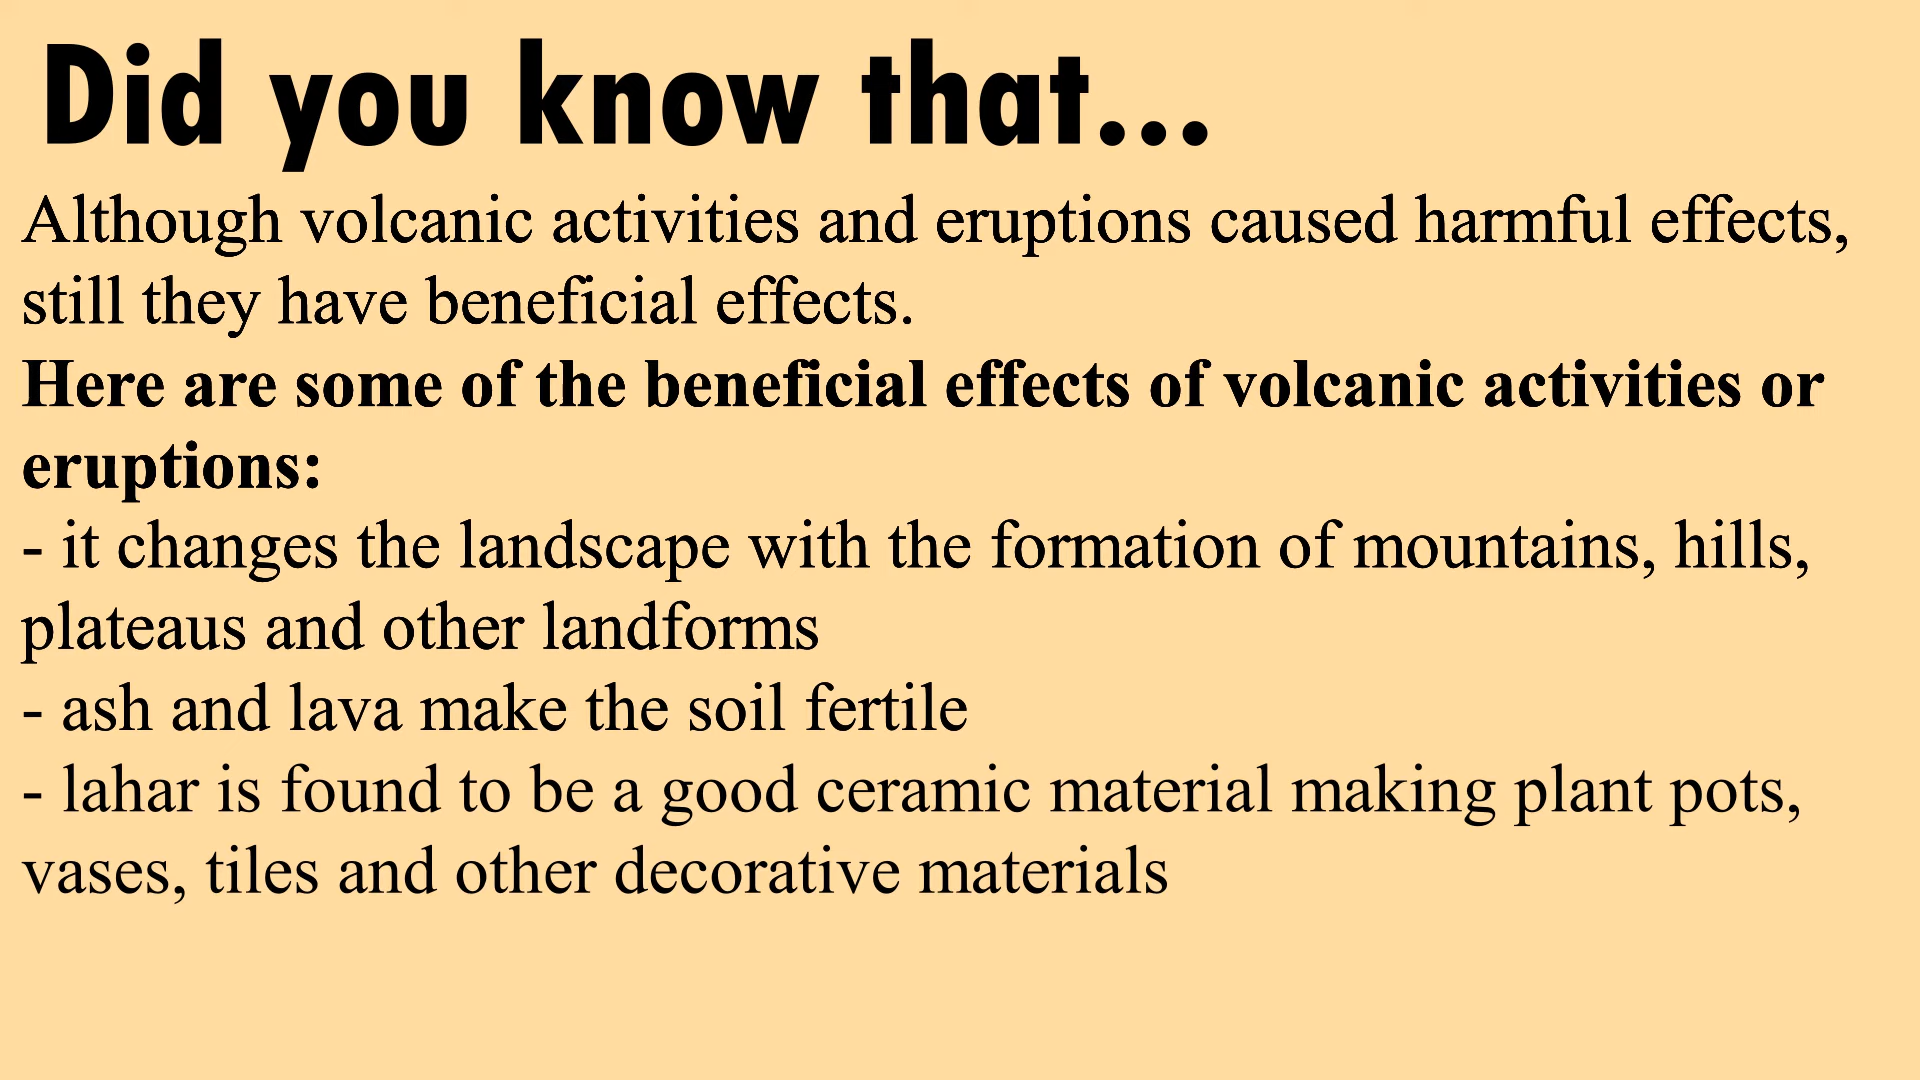 Did you know that...
Although volcanic activities and eruptions caused harmful effects,
still they have beneficial effects.
Here are some of the beneficial effects of volcanic activities or
eruptions:
- it changes the landscape with the formation of mountains, hills,
plateaus and other landforms
- ash and lava make the soil fertile
- lahar is found to be a good ceramic material making plant pots,
vases, tiles and other decorative materials